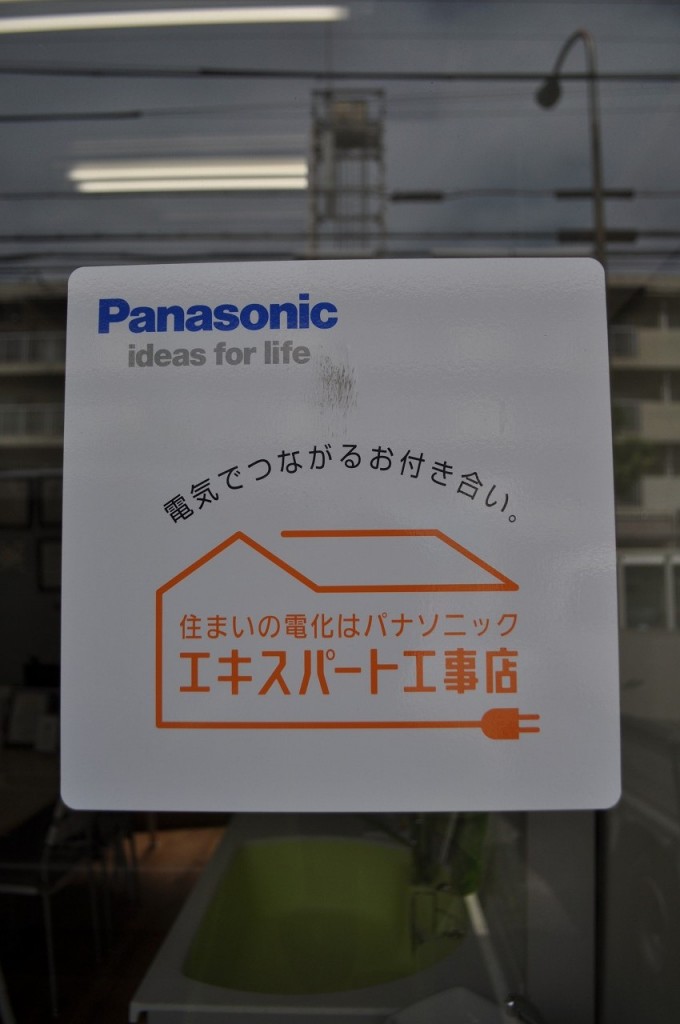 Panasonic
ideas for life
電気でつながるお付き合い。
住まいの電化はパナソニック
エキスパート工事店